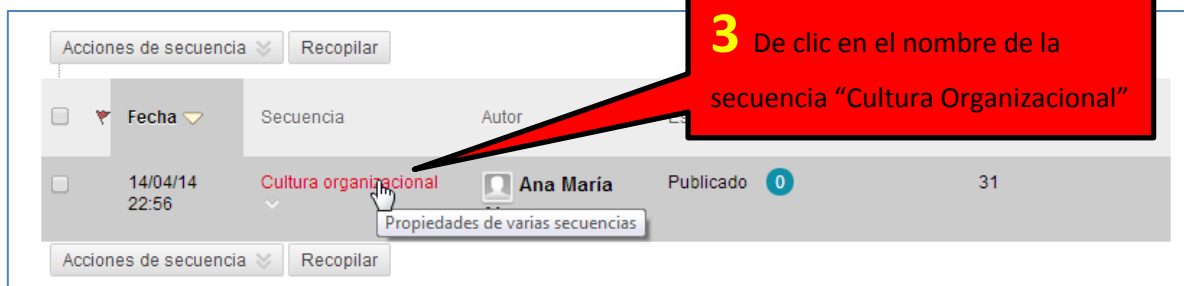 Acciones de secuencia Recopilar
3 De clic en el nombre de la
secuencia “Cultura Organizacional”
Fecha Secuencia Autor
14/04/14 Cultura organizacional Ana María Publicado 0 31
22:56
Propiedades de varias secuencias
Acciones de secuencia Recopilar